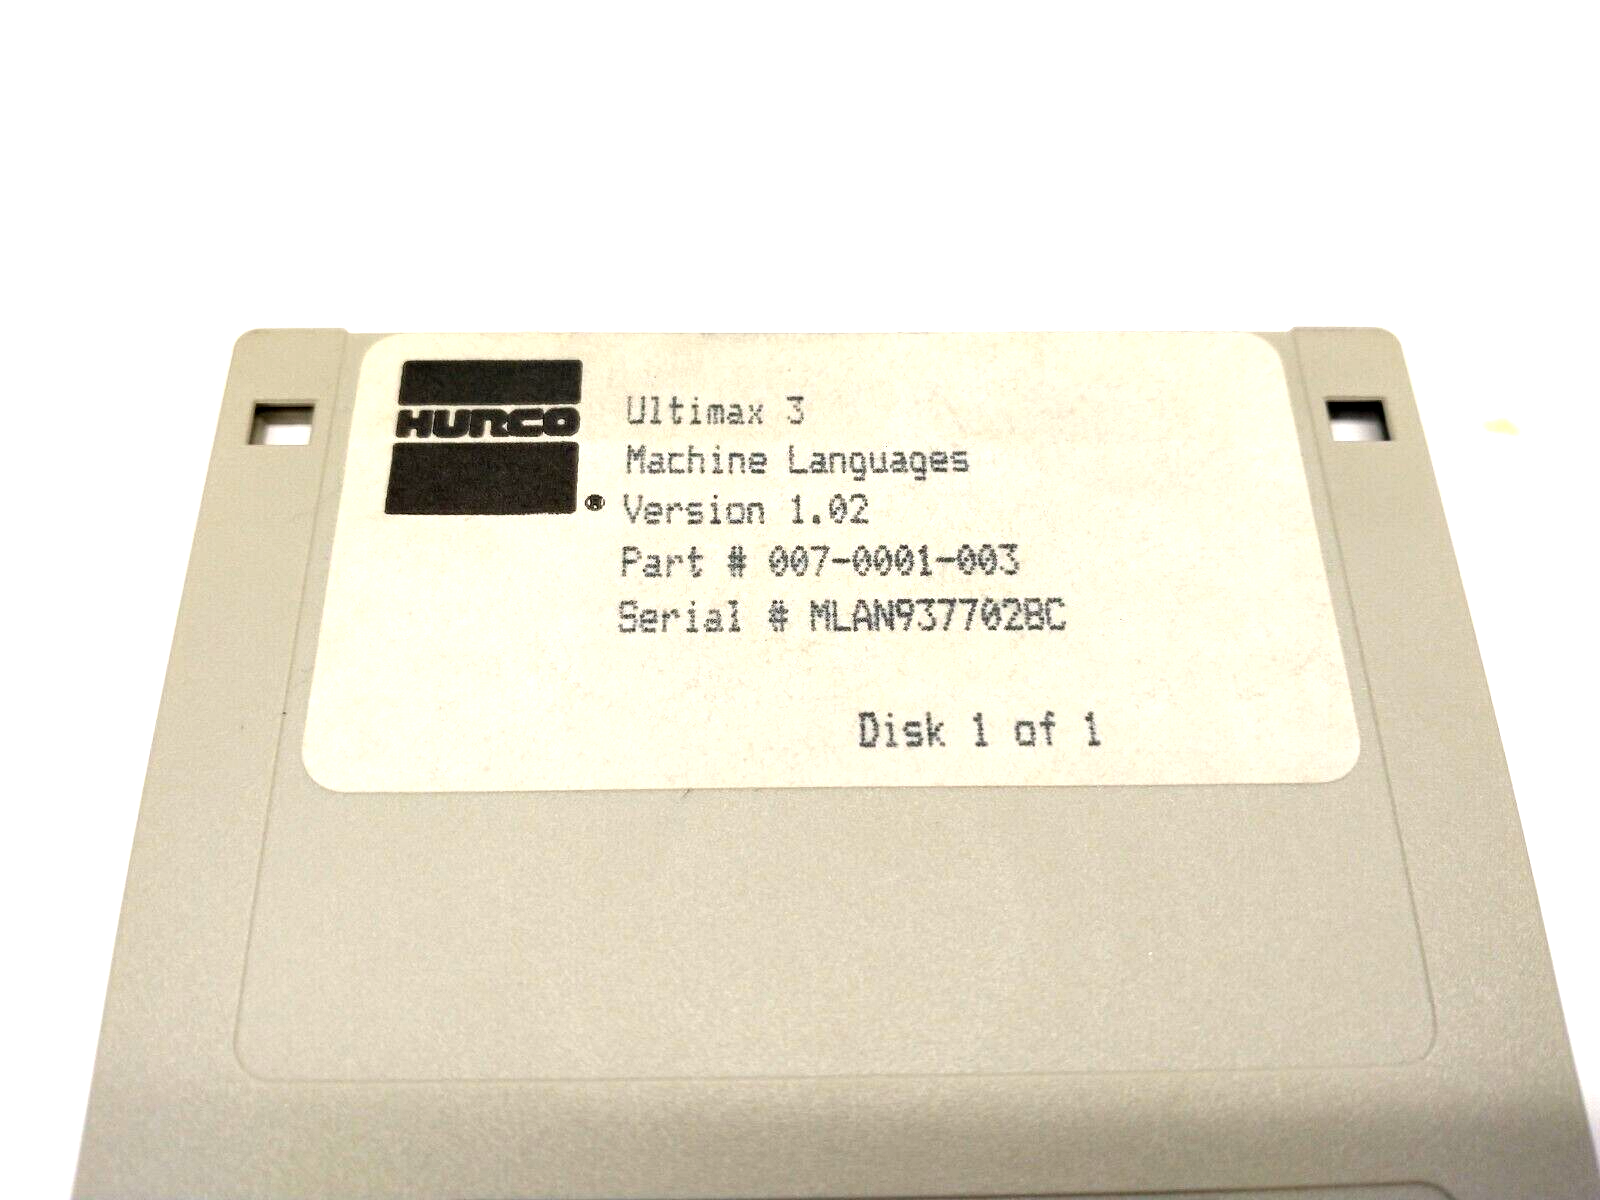 HURCO
®
Ultimax 3
Machine Languages
Version 1.02
Part # 007-0001-003
Serial # MLAN937702BC
Disk 1 of 1